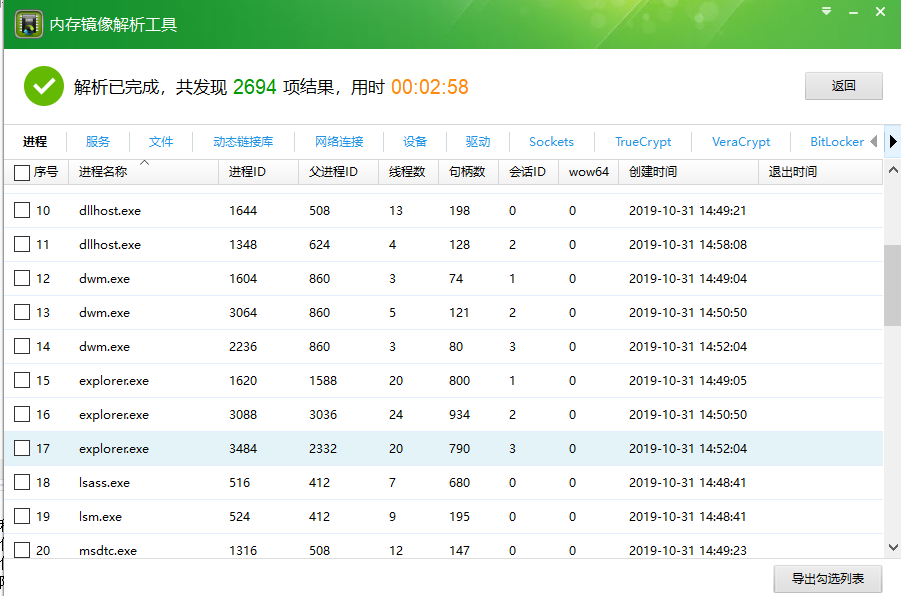 内存镜像解析工具
解析已完成，共发现 2694 项结果，用时 00:02:58
返回
进程 服务 文件 动态链接库 网络连接 设备 驱动 Sockets TrueCrypt VeraCrypt BitLocker
序号 进程名称 进程ID 父进程ID 线程数 句柄数 会话ID wow64 创建时间 退出时间
10 dllhost.exe 1644 508 13 198 0 0 2019-10-31 14:49:21
11 dllhost.exe 1348 624 4 128 2 0 2019-10-31 14:58:08
12 dwm.exe 1604 860 3 74 1 0 2019-10-31 14:49:04
13 dwm.exe 3064 860 5 121 2 0 2019-10-31 14:50:50
14 dwm.exe 2236 860 3 80 3 0 2019-10-31 14:52:04
15 explorer.exe 1620 1588 20 800 1 0 2019-10-31 14:49:05
16 explorer.exe 3088 3036 24 934 2 0 2019-10-31 14:50:50
17 explorer.exe 3484 2332 20 790 3 0 2019-10-31 14:52:04
18 lsass.exe 516 412 7 680 0 0 2019-10-31 14:48:41
19 lsm.exe 524 412 9 195 0 0 2019-10-31 14:48:41
20 msdtc.exe 1316 508 12 147 0 0 2019-10-31 14:49:23
导出勾选列表